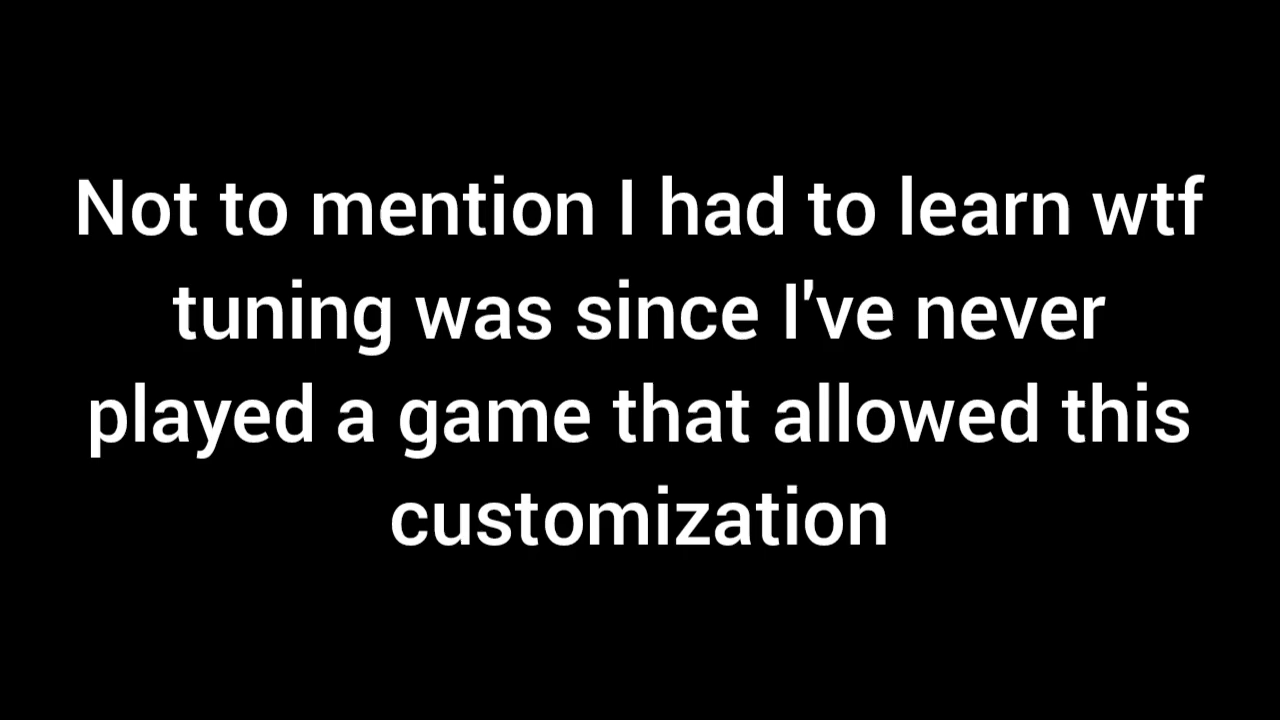 Not to mention I had to learn wtf
tuning was since I've never
played a game that allowed this
customization